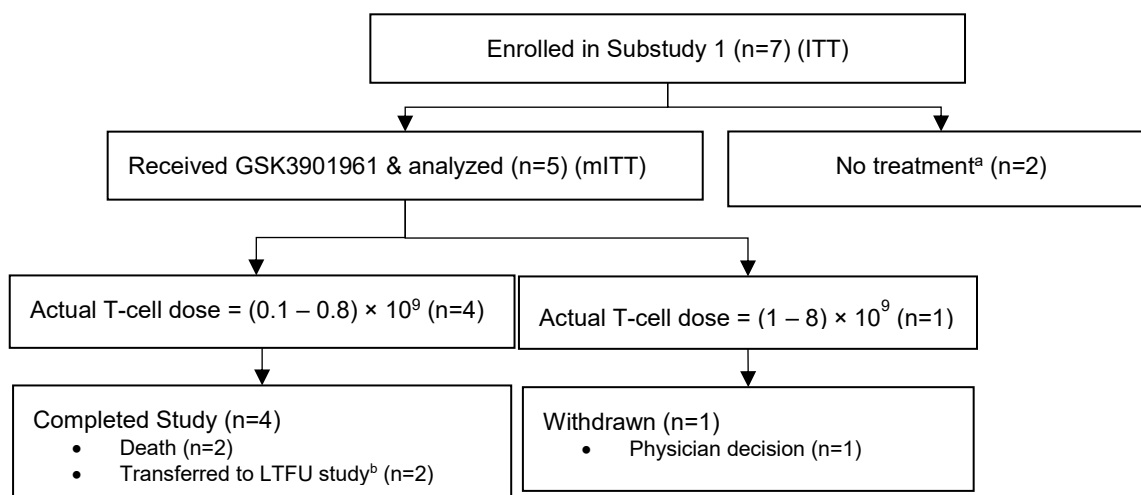 Enrolled in Substudy 1 (n=7) (ITT)
Received GSK3901961 & analyzed (n=5) (mITT)
No treatmentᵃ (n=2)
Actual T-cell dose = (0.1 – 0.8) × 10⁹ (n=4)
Actual T-cell dose = (1 – 8) × 10⁹ (n=1)
Completed Study (n=4)
• Death (n=2)
• Transferred to LTFU studyᵇ (n=2)
Withdrawn (n=1)
• Physician decision (n=1)